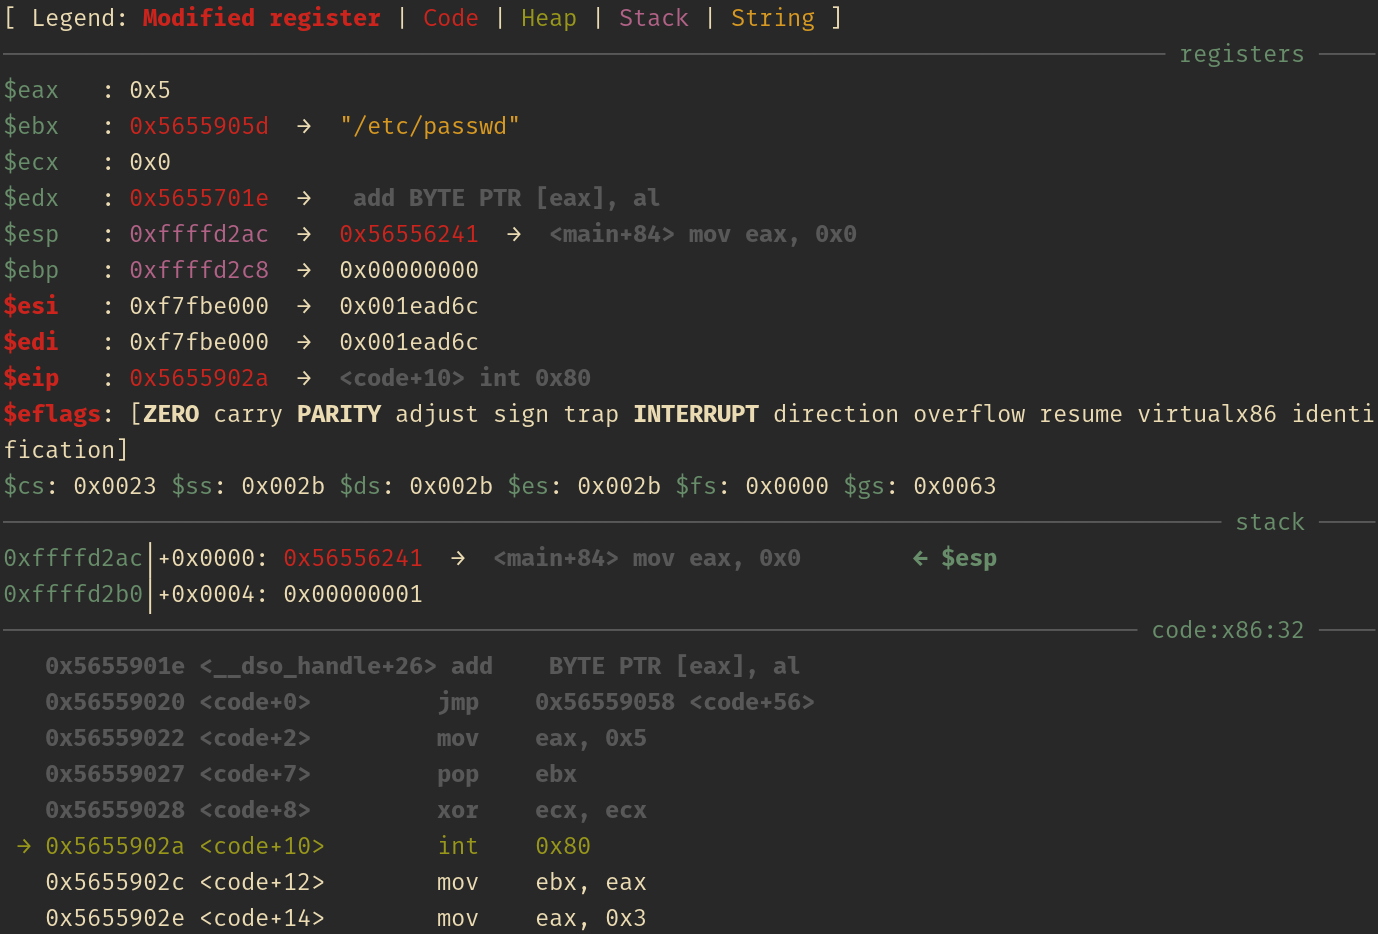 [ Legend: Modified register | Code | Heap | Stack | String ]
registers
$eax   : 0x5
$ebx   : 0x5655905d  →  "/etc/passwd"
$ecx   : 0x0
$edx   : 0x5655701e  →   add BYTE PTR [eax], al
$esp   : 0xffffd2ac  →  0x56556241  →  <main+84> mov eax, 0x0
$ebp   : 0xffffd2c8  →  0x00000000
$esi   : 0xf7fbe000  →  0x001ead6c
$edi   : 0xf7fbe000  →  0x001ead6c
$eip   : 0x5655902a  →  <code+10> int 0x80
$eflags: [ZERO carry PARITY adjust sign trap INTERRUPT direction overflow resume virtualx86 identi
fication]
$cs: 0x0023 $ss: 0x002b $ds: 0x002b $es: 0x002b $fs: 0x0000 $gs: 0x0063
stack
0xffffd2ac│+0x0000: 0x56556241  →  <main+84> mov eax, 0x0        ← $esp
0xffffd2b0│+0x0004: 0x00000001
code:x86:32
0x5655901e <__dso_handle+26> add    BYTE PTR [eax], al
0x56559020 <code+0>         jmp    0x56559058 <code+56>
0x56559022 <code+2>         mov    eax, 0x5
0x56559027 <code+7>         pop    ebx
0x56559028 <code+8>         xor    ecx, ecx
→ 0x5655902a <code+10>        int    0x80
0x5655902c <code+12>        mov    ebx, eax
0x5655902e <code+14>        mov    eax, 0x3